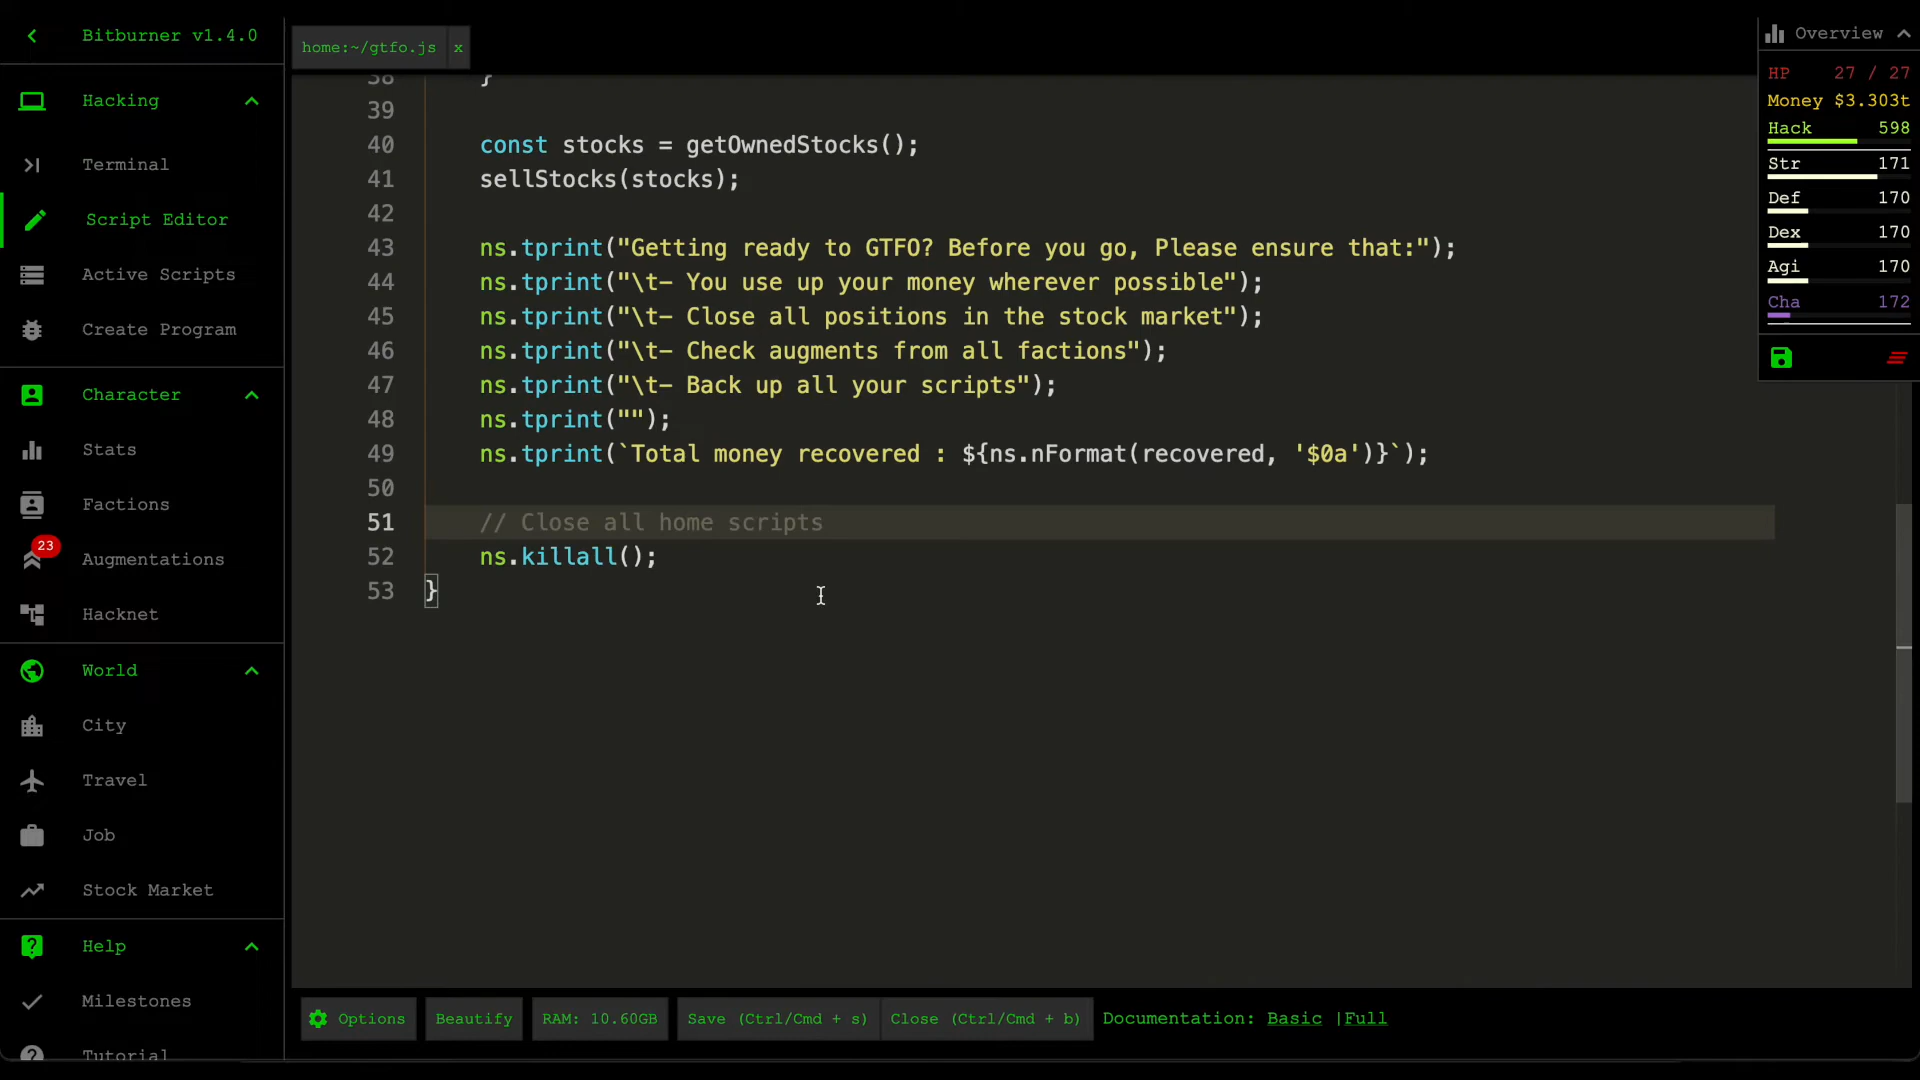 Bitburner v1.4.0
Hacking
Terminal
Script Editor
Active Scripts
Create Program
Character
Stats
Factions
23
Augmentations
Hacknet
World
City
Travel
Job
Stock Market
Help
Milestones
Tutorial
home:~/gtfo.js x
38 }
39
40 const stocks = getOwnedStocks();
41 sellStocks(stocks);
42
43 ns.tprint("Getting ready to GTFO? Before you go, Please ensure that:");
44 ns.tprint("\t- You use up your money wherever possible");
45 ns.tprint("\t- Close all positions in the stock market");
46 ns.tprint("\t- Check augments from all factions");
47 ns.tprint("\t- Back up all your scripts");
48 ns.tprint("");
49 ns.tprint(`Total money recovered : ${ns.nFormat(recovered, '$0a')}`);
50
51 // Close all home scripts
52 ns.killall();
53 }
Options
Beautify
RAM: 10.60GB
Save (Ctrl/Cmd + s)
Close (Ctrl/Cmd + b)
Documentation: Basic |Full
Overview
HP 27 / 27
Money $3.303t
Hack 598
Str 171
Def 170
Dex 170
Agi 170
Cha 172